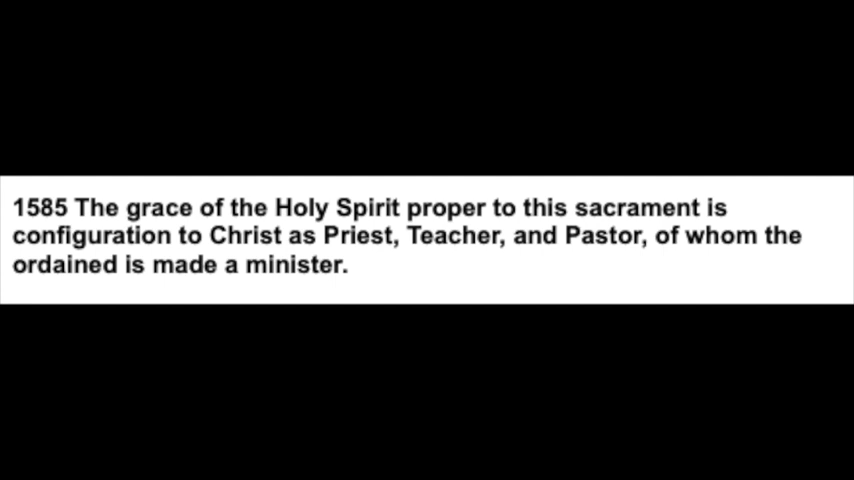 1585 The grace of the Holy Spirit proper to this sacrament is
configuration to Christ as Priest, Teacher, and Pastor, of whom the
ordained is made a minister.